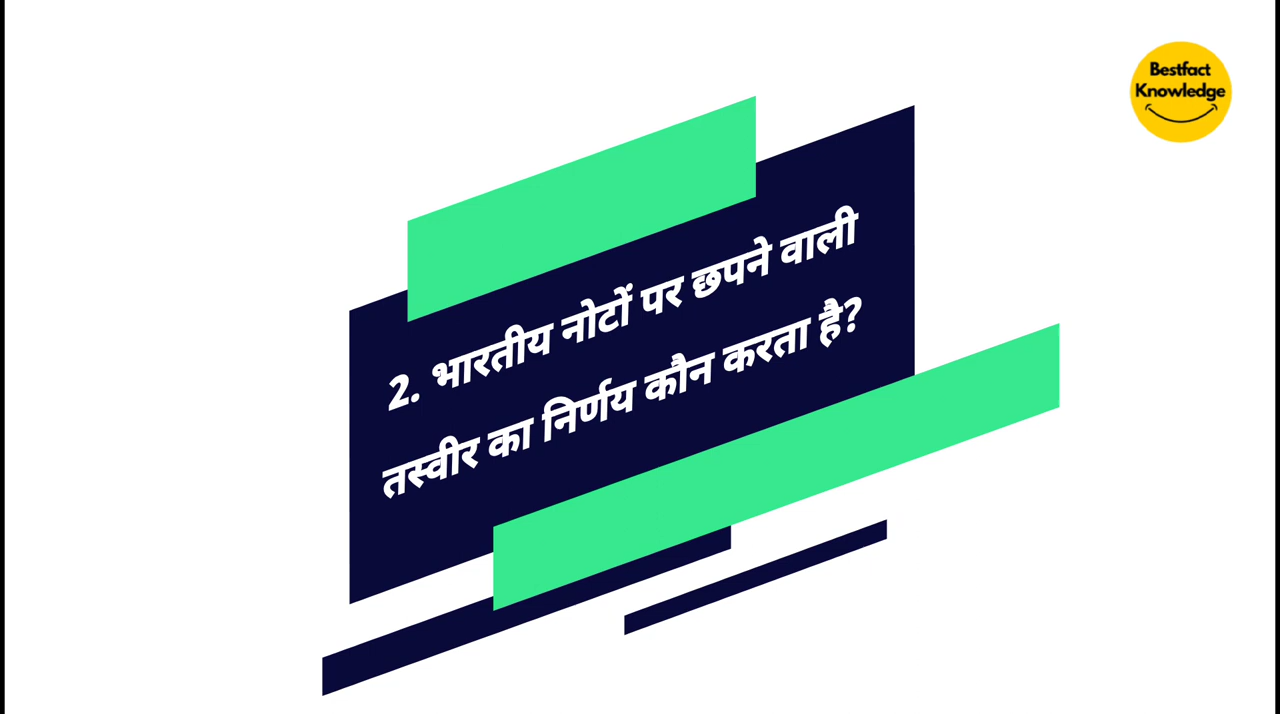 Bestfact
Knowledge
2. भारतीय नोटों पर छपने वाली
तस्वीर का निर्णय कौन करता है?